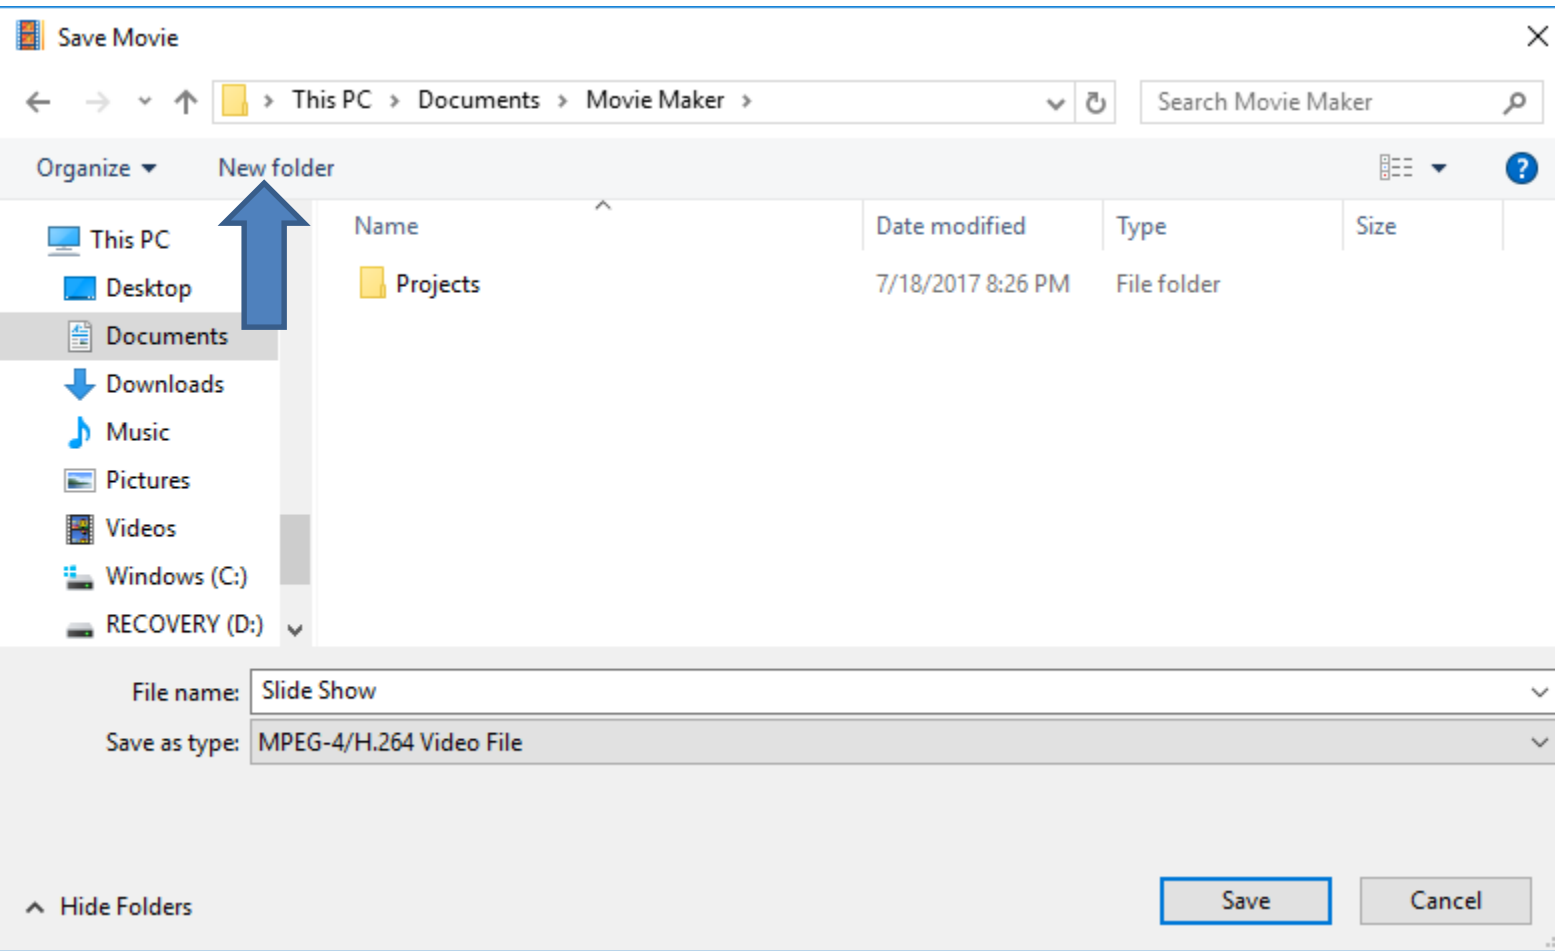 Save Movie
This PC > Documents > Movie Maker >
Search Movie Maker
Organize
New folder
?
This PC
Desktop
Documents
Downloads
Music
Pictures
Videos
Windows (C:)
RECOVERY (D:)
Name Date modified Type Size
Projects 7/18/2017 8:26 PM File folder
File name: Slide Show
Save as type: MPEG-4/H.264 Video File
Hide Folders
Save
Cancel